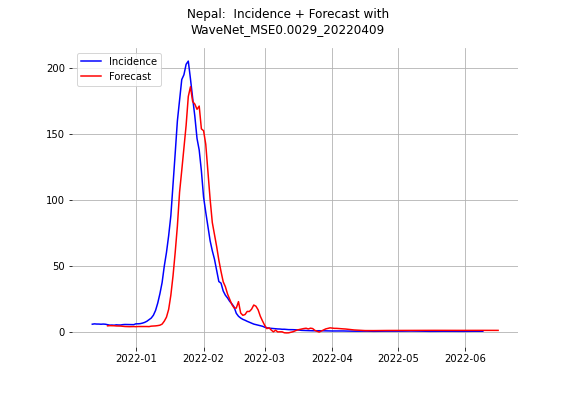 Nepal:  Incidence + Forecast with
WaveNet_MSE0.0029_20220409
Incidence
Forecast
200
150
100
50
0
2022-01 2022-02 2022-03 2022-04 2022-05 2022-06